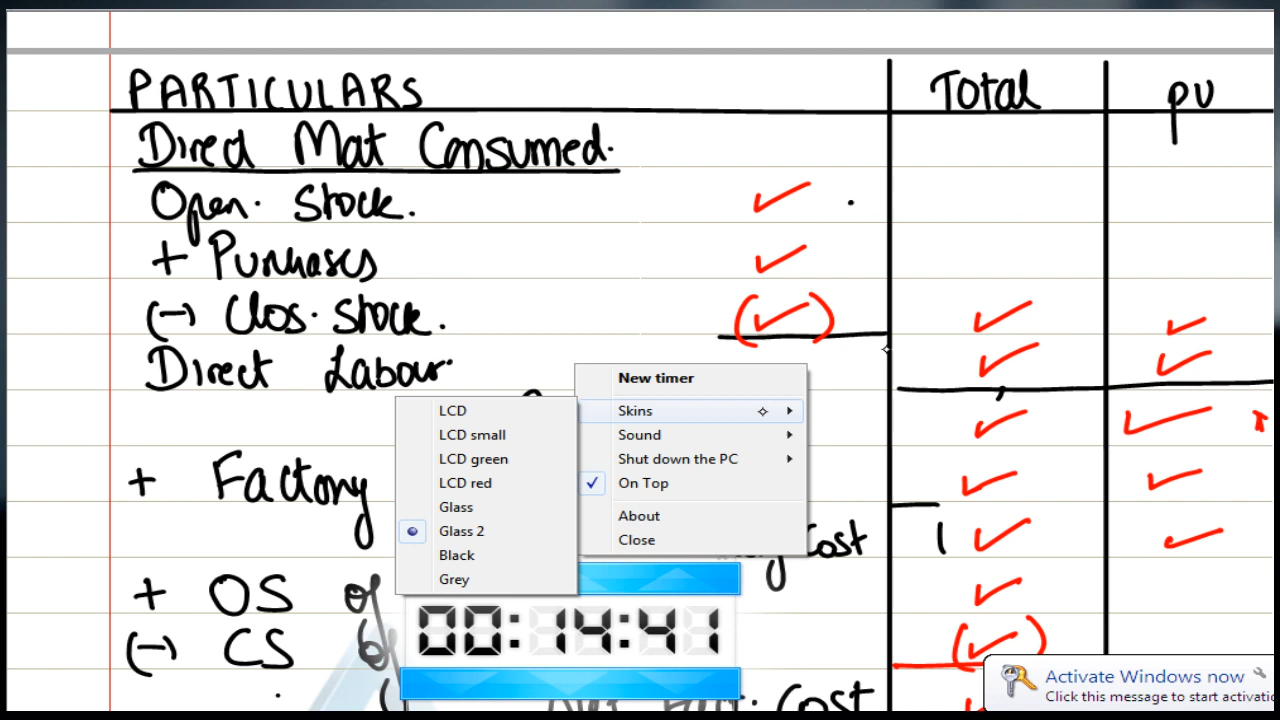 PARTICULARS Total pu
Direct Mat Consumed.
Open. Stock.
+ Purchases
(-) Clos. Stock.
Direct Labour
New timer
LCD Skins
LCD small Sound
LCD green Shut down the PC
+ Factory LCD red On Top
Glass About
Glass 2 Close Cost
Black
Grey
+ OS of
00:14:41
(-) CS of
Activate Windows now
Click this message to start activatio
Cost